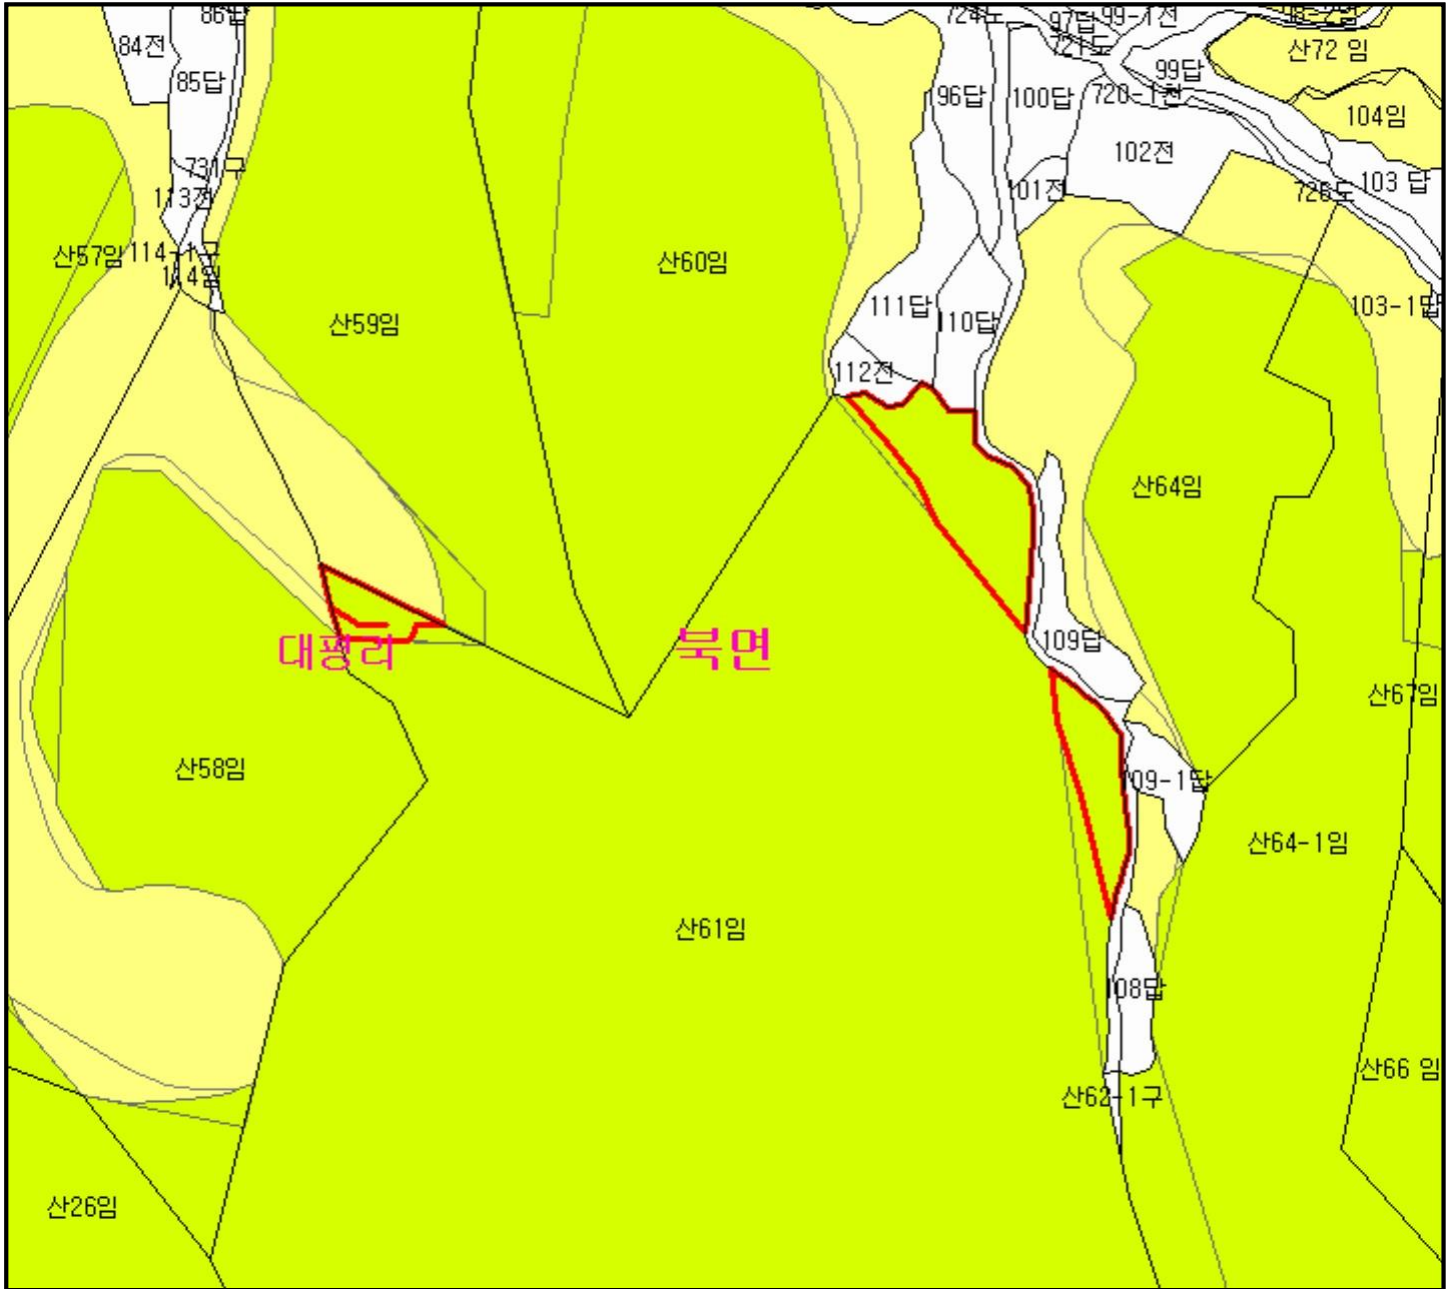 86답
724도
97답
99-1전
84전
721도
산72 임
85답
99답
96답
100답
720-1천
104임
102전
731구
103 답
113전
101전
726도
산57임
114-1구
산60임
114임
111답
103-1답
산59임
110답
112전
산64임
109답
대평리
북면
산67임
산58임
109-1답
산64-1임
산61임
108답
산66 임
산62-1구
산26임